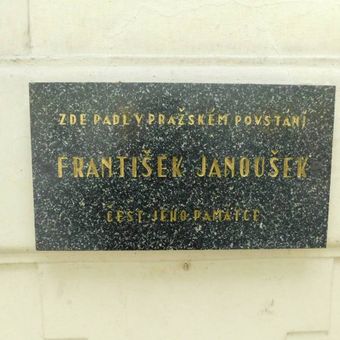 ZDE PADL V PRAŽSKÉM POVSTÁNÍ
FRANTIŠEK JANOUŠEK
ČEST JEHO PAMÁTCE